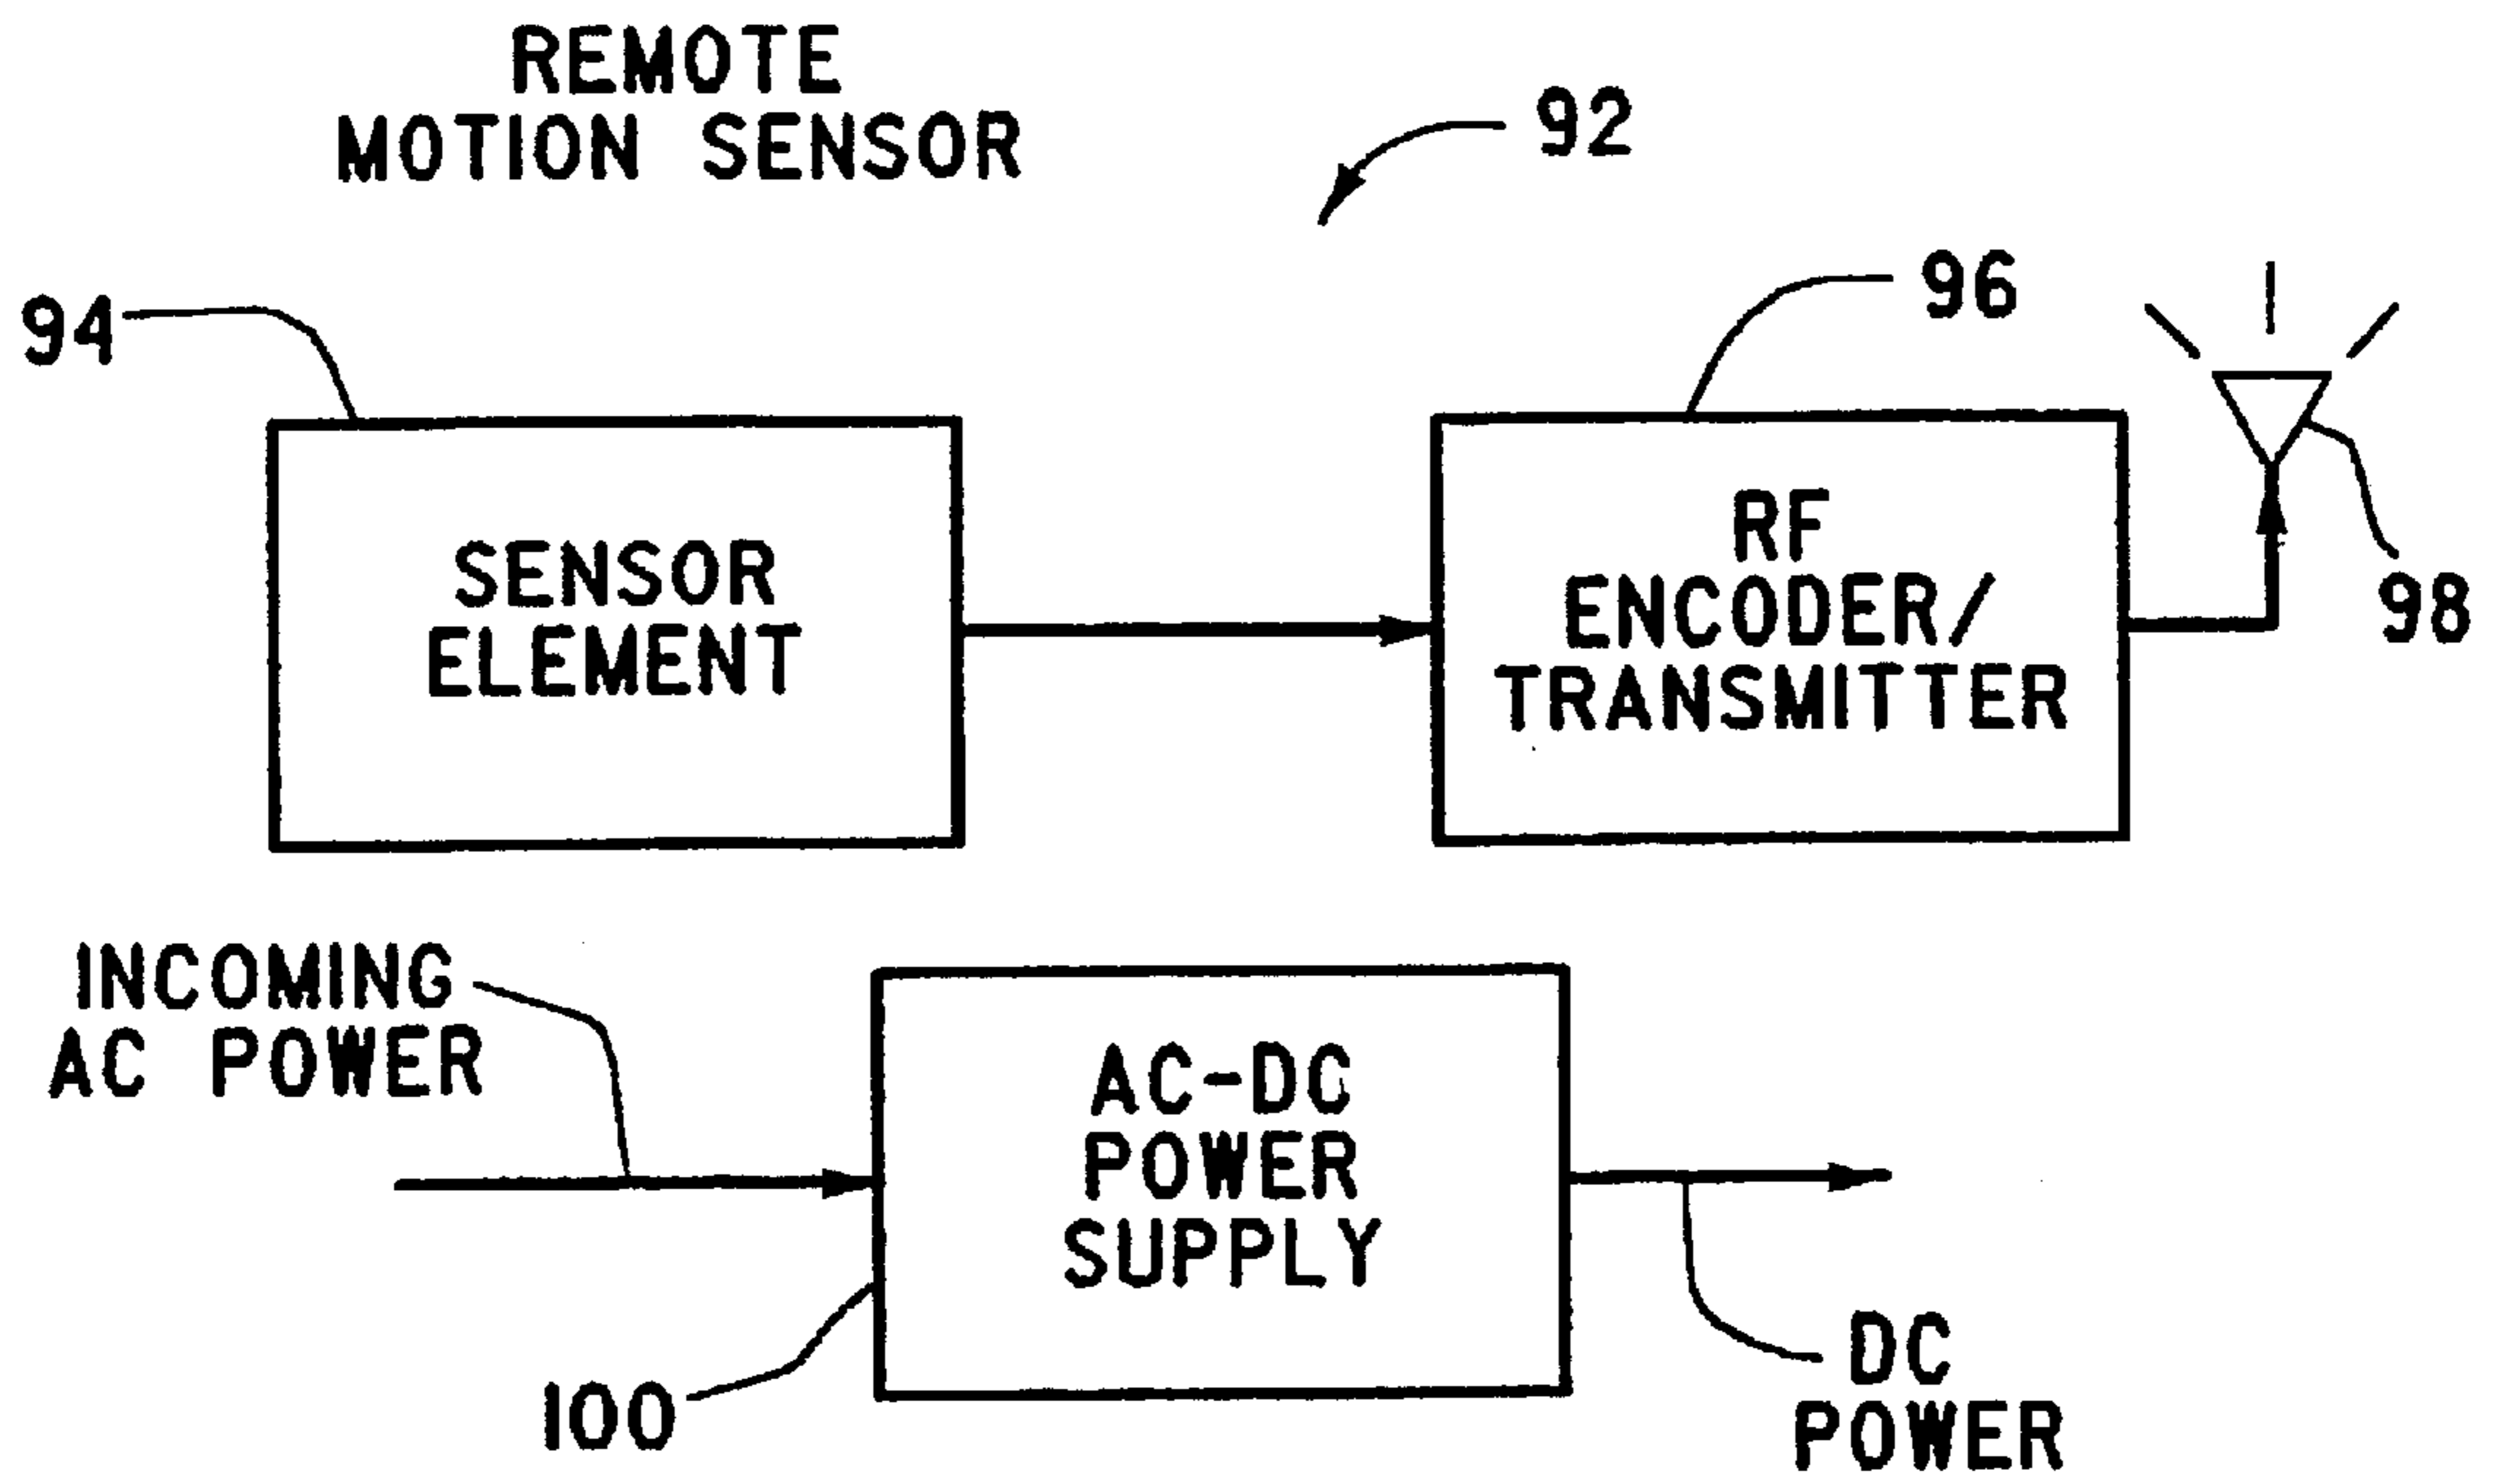 REMOTE
MOTION SENSOR
92
96
94
SENSOR
ELEMENT
RF
ENCODER/
TRANSMITTER
98
INCOMING
AC POWER
AC-DC
POWER
SUPPLY
100
DC
POWER